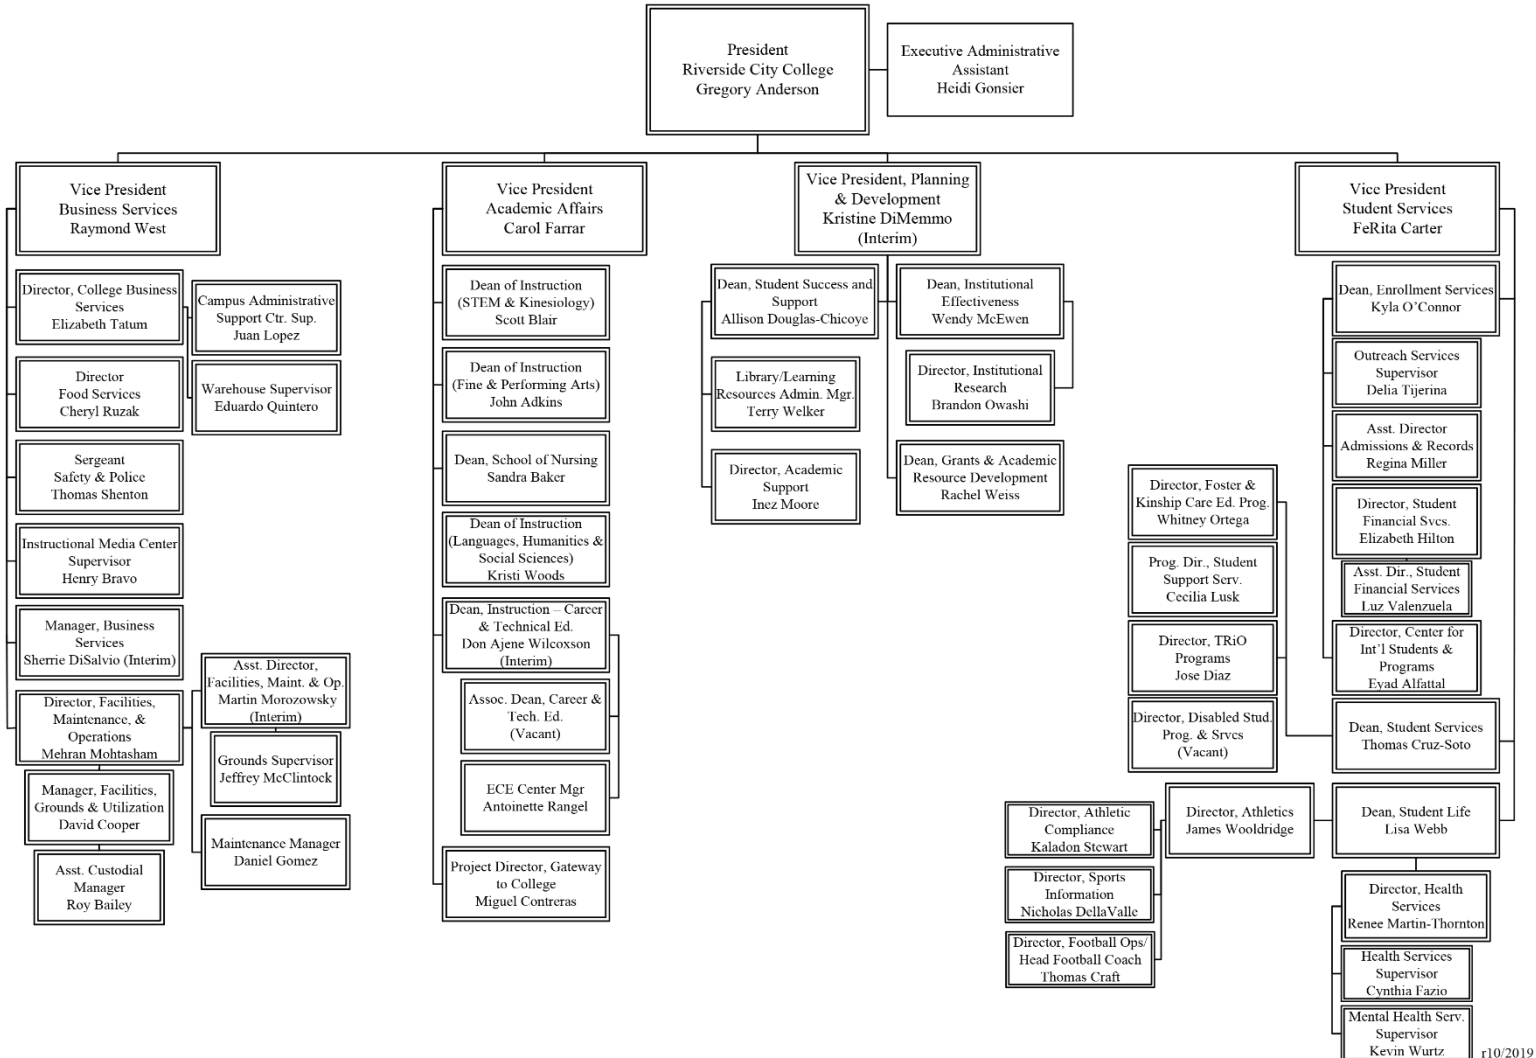 President
Riverside City College
Gregory Anderson
Executive Administrative
Assistant
Heidi Gonsier
Vice President
Business Services
Raymond West
Director, College Business
Services
Elizabeth Tatum
Campus Administrative
Support Ctr. Sup.
Juan Lopez
Warehouse Supervisor
Eduardo Quintero
Director
Food Services
Cheryl Ruzak
Sergeant
Safety & Police
Thomas Shenton
Instructional Media Center
Supervisor
Henry Bravo
Manager, Business
Services
Sherrie DiSalvio (Interim)
Director, Facilities,
Maintenance, &
Operations
Mehran Mohtasham
Asst. Director,
Facilities, Maint. & Op.
Martin Morozowsky
(Interim)
Grounds Supervisor
Jeffrey McClintock
Maintenance Manager
Daniel Gomez
Manager, Facilities,
Grounds & Utilization
David Cooper
Asst. Custodial
Manager
Roy Bailey
Vice President
Academic Affairs
Carol Farrar
Dean of Instruction
(STEM & Kinesiology)
Scott Blair
Dean of Instruction
(Fine & Performing Arts)
John Adkins
Dean, School of Nursing
Sandra Baker
Dean of Instruction
(Languages, Humanities &
Social Sciences)
Kristi Woods
Dean, Instruction – Career
& Technical Ed.
Don Ajene Wilcoxson
(Interim)
Assoc. Dean, Career &
Tech. Ed.
(Vacant)
ECE Center Mgr
Antoinette Rangel
Project Director, Gateway
to College
Miguel Contreras
Vice President, Planning
& Development
Kristine DiMemmo
(Interim)
Dean, Student Success and
Support
Allison Douglas-Chicoye
Library/Learning
Resources Admin. Mgr.
Terry Welker
Director, Academic
Support
Inez Moore
Dean, Institutional
Effectiveness
Wendy McEwen
Director, Institutional
Research
Brandon Owashi
Dean, Grants & Academic
Resource Development
Rachel Weiss
Vice President
Student Services
FeRita Carter
Dean, Enrollment Services
Kyla O’Connor
Outreach Services
Supervisor
Delia Tijerina
Asst. Director
Admissions & Records
Regina Miller
Director, Student
Financial Svcs.
Elizabeth Hilton
Asst. Dir., Student
Financial Services
Luz Valenzuela
Director, Center for
Int’l Students &
Programs
Eyad Alfattal
Dean, Student Services
Thomas Cruz-Soto
Director, Foster &
Kinship Care Ed. Prog.
Whitney Ortega
Prog. Dir., Student
Support Serv.
Cecilia Lusk
Director, TRiO
Programs
Jose Diaz
Director, Disabled Stud.
Prog. & Srvcs
(Vacant)
Dean, Student Life
Lisa Webb
Director, Athletics
James Wooldridge
Director, Athletic
Compliance
Kaladon Stewart
Director, Sports
Information
Nicholas DellaValle
Director, Football Ops/
Head Football Coach
Thomas Craft
Director, Health
Services
Renee Martin-Thornton
Health Services
Supervisor
Cynthia Fazio
Mental Health Serv.
Supervisor
Kevin Wurtz
r10/2019